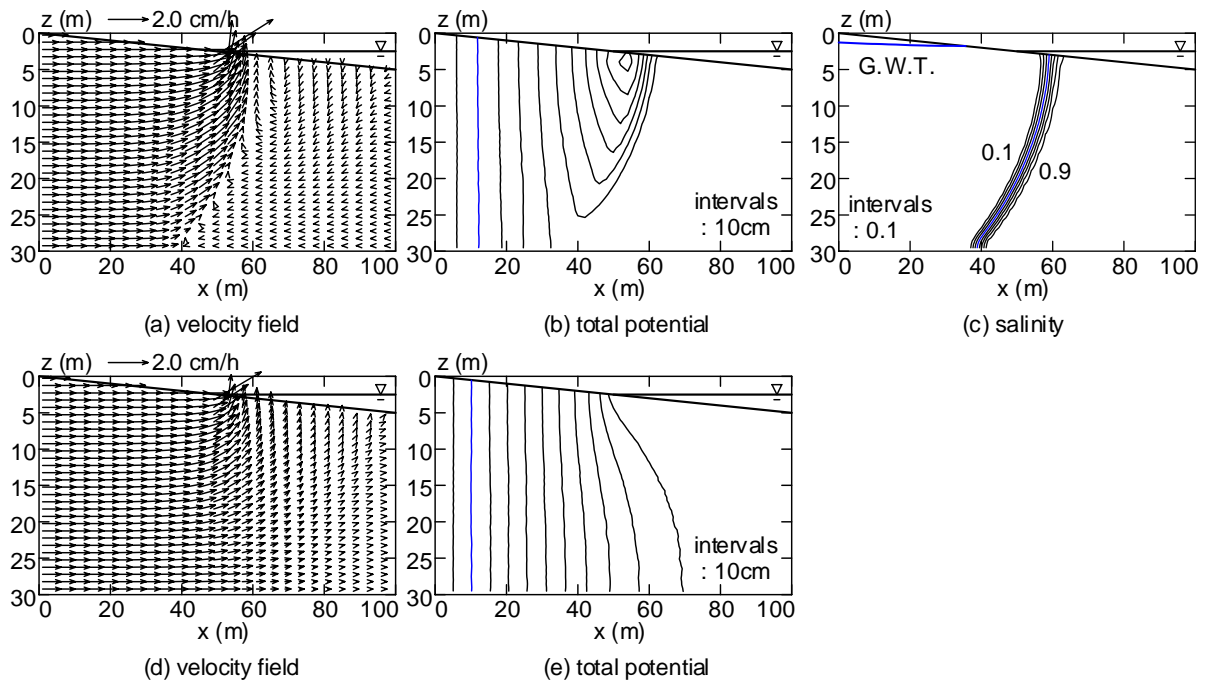 z (m) 2.0 cm/h
0
5
10
15
20
25
30
0 20 40 60 80 100
x (m)
(a) velocity field
z (m)
0
5
10
15
20
25
30
intervals
: 10cm
0 20 40 60 80 100
x (m)
(b) total potential
z (m)
0
5
10
15
20
25
30
G.W.T.
0.1
0.9
intervals
: 0.1
0 20 40 60 80 100
x (m)
(c) salinity
z (m) 2.0 cm/h
0
5
10
15
20
25
30
0 20 40 60 80 100
x (m)
(d) velocity field
z (m)
0
5
10
15
20
25
30
intervals
: 10cm
0 20 40 60 80 100
x (m)
(e) total potential